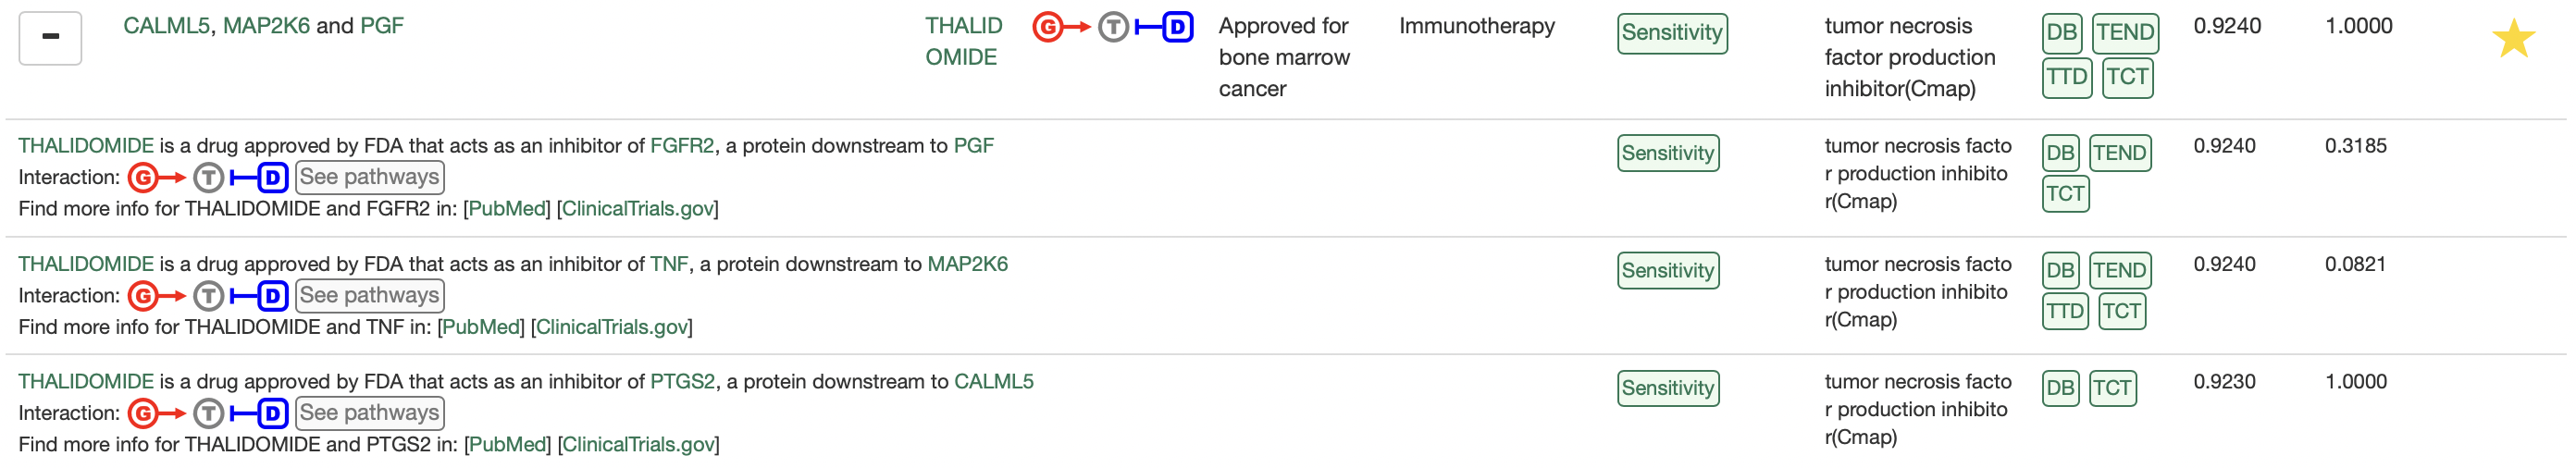 CALML5, MAP2K6 and PGF
THALID
OMIDE
G T D
Approved for
bone marrow
cancer
Immunotherapy
Sensitivity
tumor necrosis
factor production
inhibitor(Cmap)
DB TEND
TTD TCT
0.9240
1.0000
THALIDOMIDE is a drug approved by FDA that acts as an inhibitor of FGFR2, a protein downstream to PGF
Interaction: G T D See pathways
Find more info for THALIDOMIDE and FGFR2 in: [PubMed] [ClinicalTrials.gov]
Sensitivity
tumor necrosis facto
r production inhibito
r(Cmap)
DB TEND
TCT
0.9240
0.3185
THALIDOMIDE is a drug approved by FDA that acts as an inhibitor of TNF, a protein downstream to MAP2K6
Interaction: G T D See pathways
Find more info for THALIDOMIDE and TNF in: [PubMed] [ClinicalTrials.gov]
Sensitivity
tumor necrosis facto
r production inhibito
r(Cmap)
DB TEND
TTD TCT
0.9240
0.0821
THALIDOMIDE is a drug approved by FDA that acts as an inhibitor of PTGS2, a protein downstream to CALML5
Interaction: G T D See pathways
Find more info for THALIDOMIDE and PTGS2 in: [PubMed] [ClinicalTrials.gov]
Sensitivity
tumor necrosis facto
r production inhibito
r(Cmap)
DB TCT
0.9230
1.0000